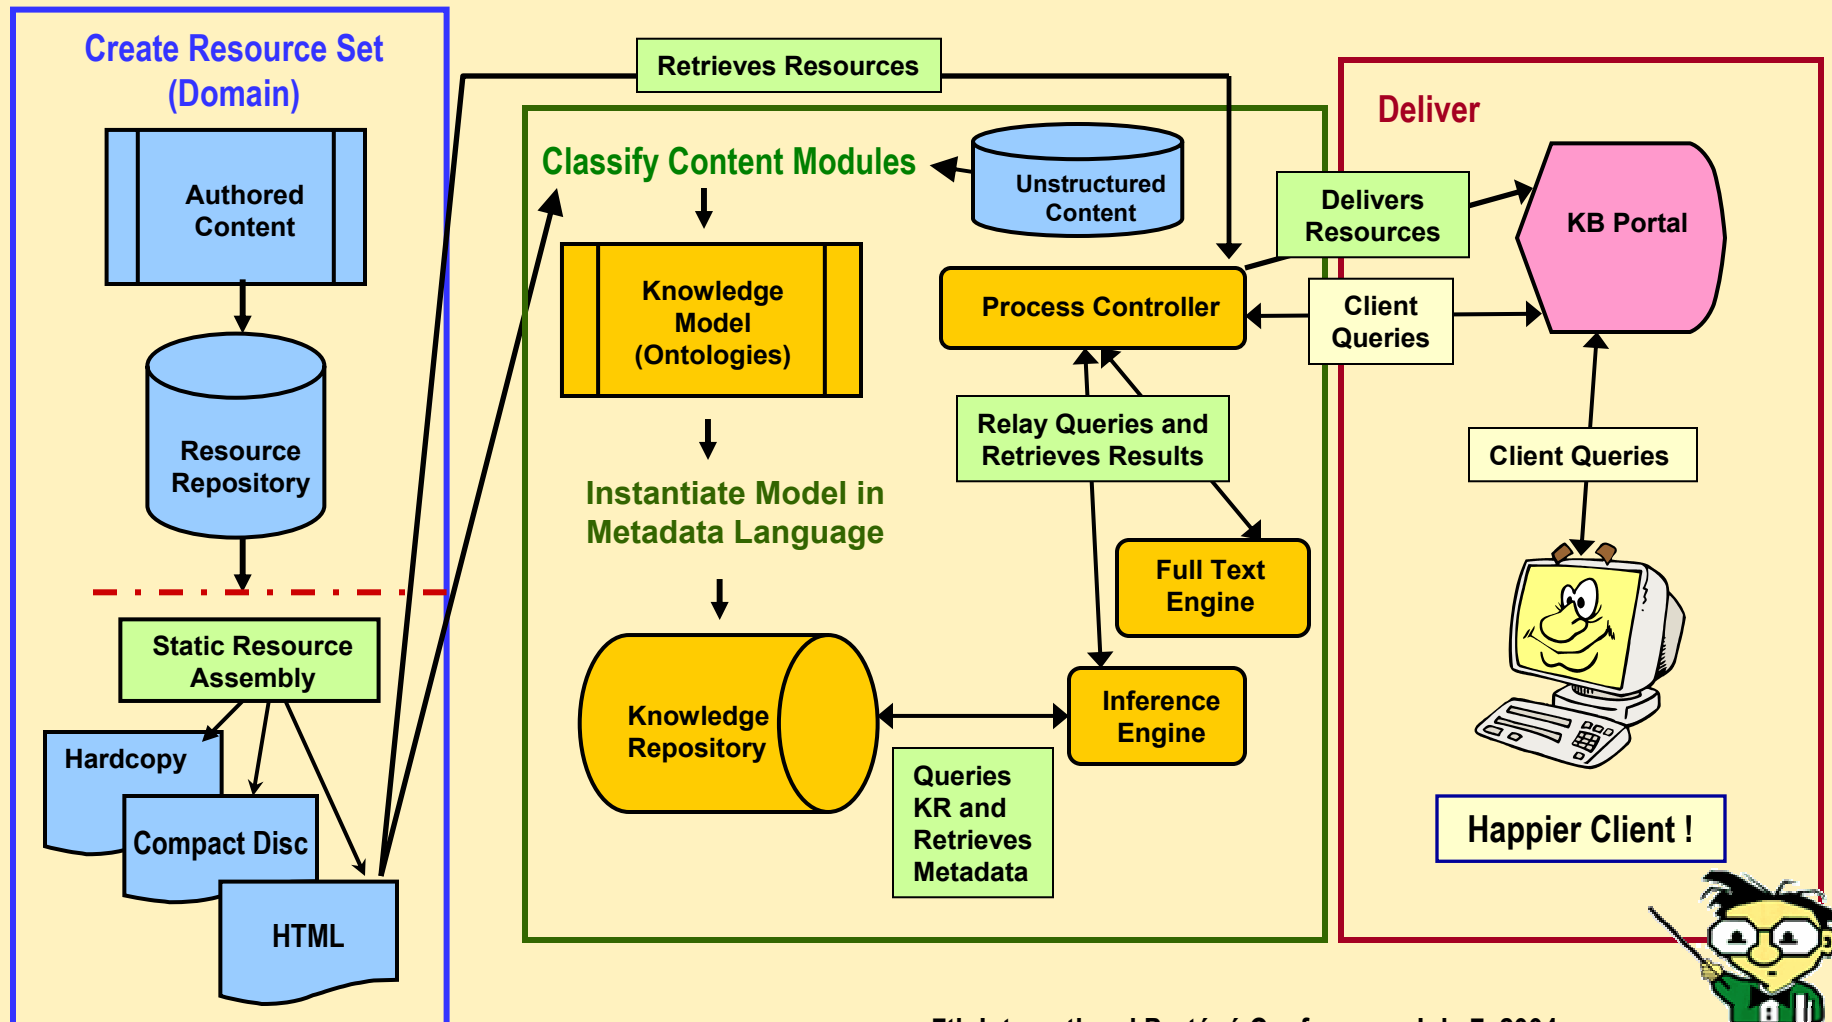 Create Resource Set
(Domain)
Authored
Content
Resource
Repository
Static Resource
Assembly
Hardcopy
Compact Disc
HTML
Retrieves Resources
Classify Content Modules
Unstructured
Content
Knowledge
Model
(Ontologies)
Instantiate Model in
Metadata Language
Knowledge
Repository
Process Controller
Relay Queries and
Retrieves Results
Full Text
Engine
Inference
Engine
Queries
KR and
Retrieves
Metadata
Deliver
Delivers
Resources
KB Portal
Client
Queries
Client Queries
Happier Client !